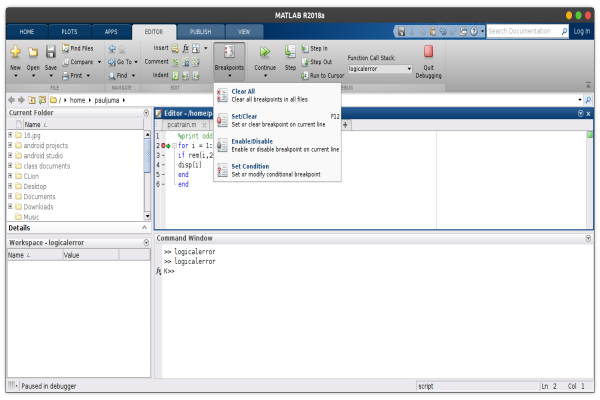 MATLAB R2018a
HOME PLOTS APPS EDITOR PUBLISH VIEW Search Documentation Log In
New Open Save Find Files Compare Print Go To Find Insert Comment Indent fx Breakpoints Continue Step Step In Step Out Run to Cursor Function Call Stack: logicalerror Quit Debugging
FILE NAVIGATE EDIT
/ home pauljuma
Current Folder
Name
16.jpg
android projects
android studio
class documents
CLion
Desktop
Documents
Downloads
Music
Details
Workspace - logicalerror
Name Value
Editor - /home/p
pcatrain.m
1 %print odd
2 for i = 1:
3 if rem(i,2
4 disp(i)
5 end
6 end
Clear All
Clear all breakpoints in all files
Set/Clear F12
Set or clear breakpoint on current line
Enable/Disable
Enable or disable breakpoint on current line
Set Condition
Set or modify conditional breakpoint
Command Window
>> logicalerror
>> logicalerror
fx K>>
Paused in debugger script Ln 2 Col 1